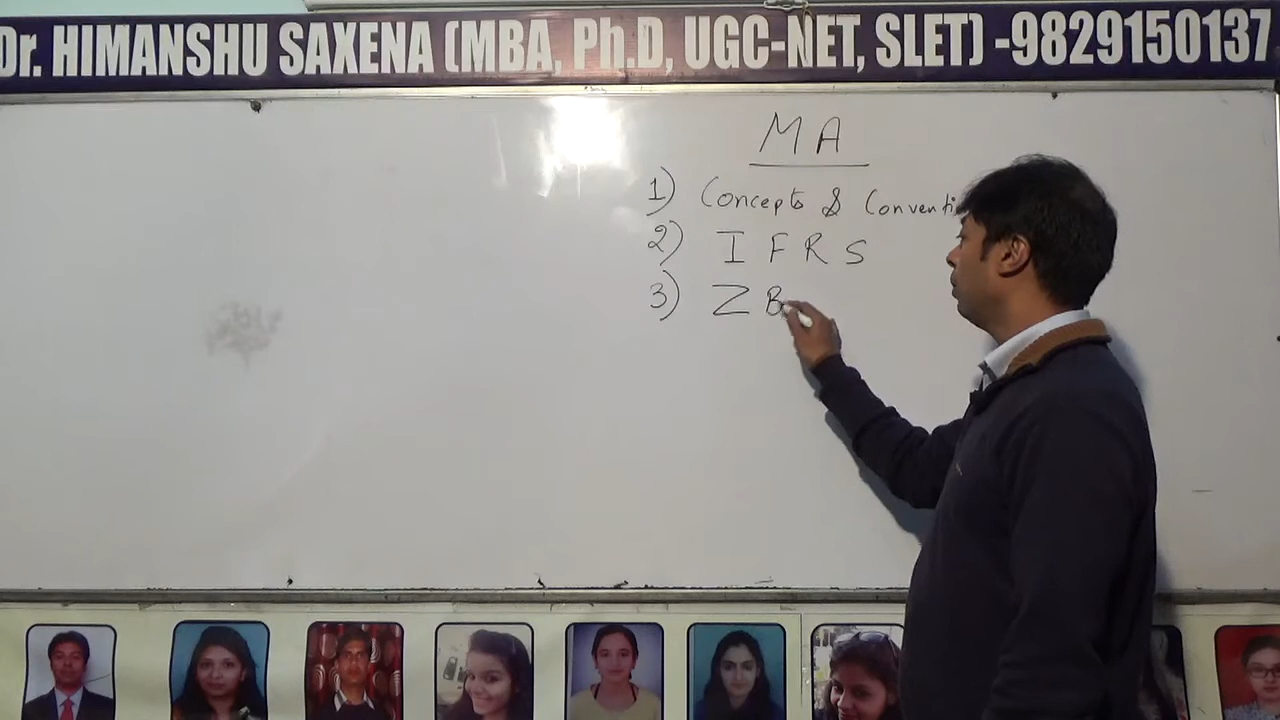 Dr. HIMANSHU SAXENA (MBA, Ph.D, UGC-NET, SLET) -9829150137
MA
1) Concepts & Conventi
2) IFRS
3) ZB